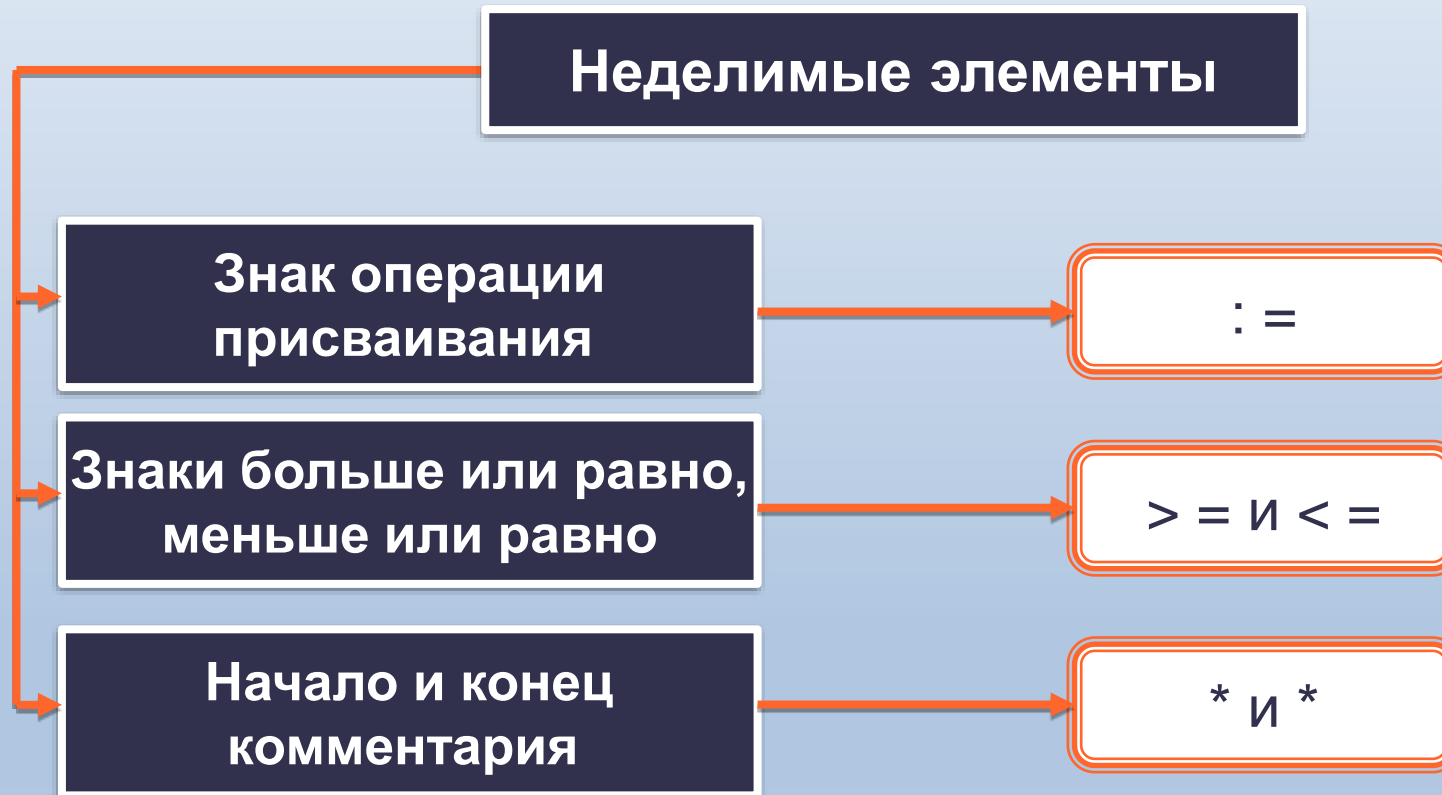 Неделимые элементы
Знак операции
присваивания
: =
Знаки больше или равно,
меньше или равно
> = и < =
Начало и конец
комментария
* и *